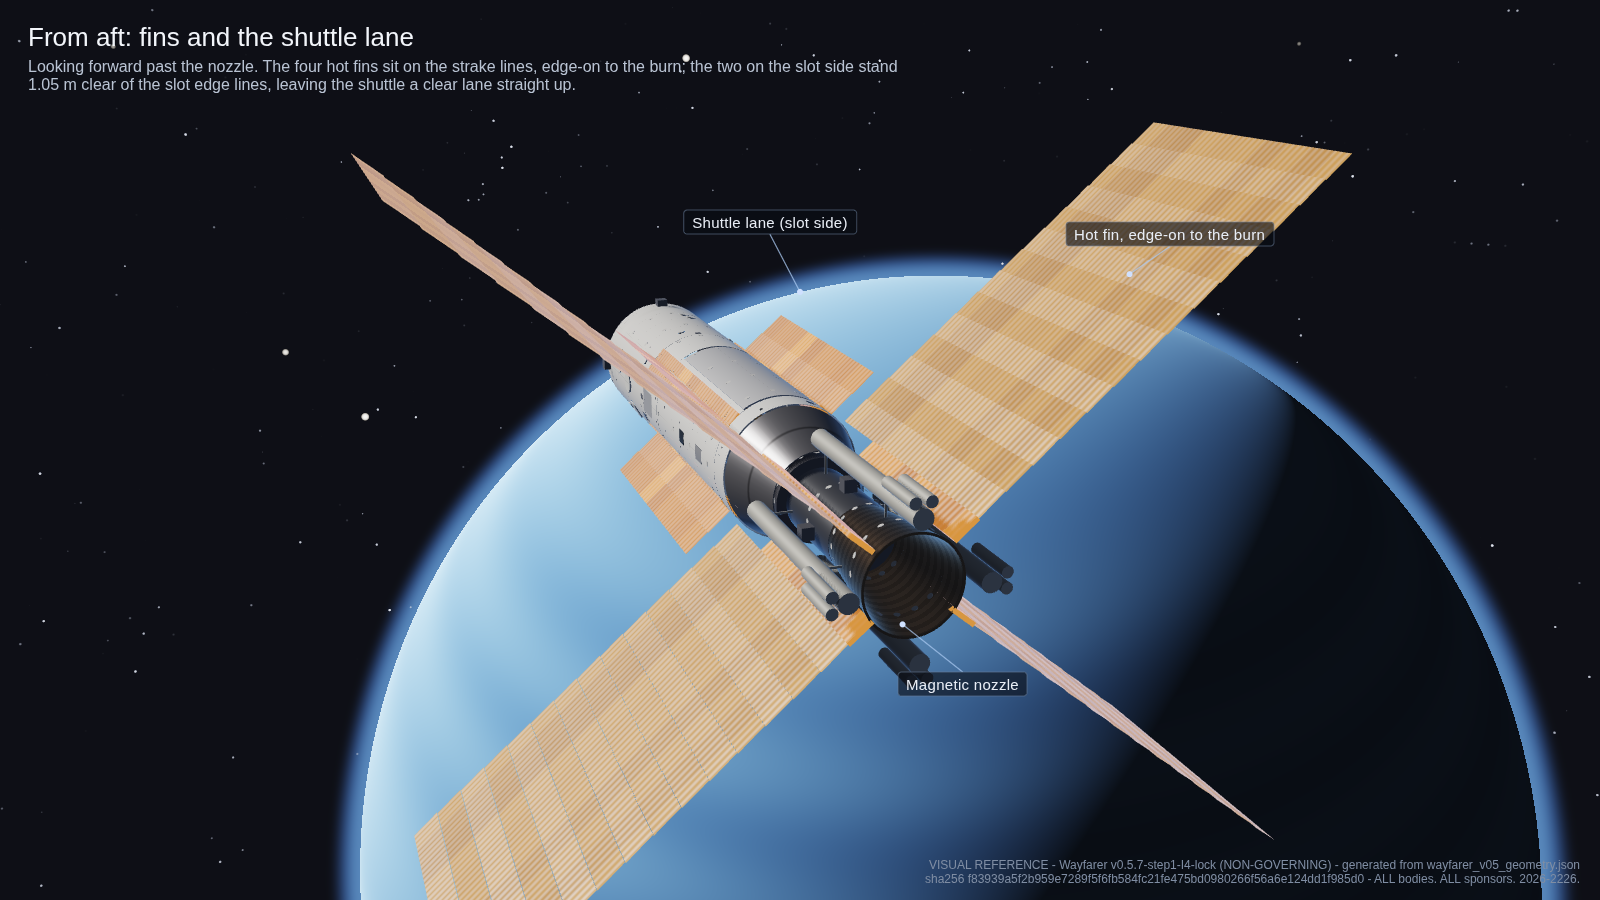 From aft: fins and the shuttle lane
Looking forward past the nozzle. The four hot fins sit on the strake lines, edge-on to the burn; the two on the slot side stand
1.05 m clear of the slot edge lines, leaving the shuttle a clear lane straight up.
Shuttle lane (slot side)
Hot fin, edge-on to the burn
Magnetic nozzle
VISUAL REFERENCE - Wayfarer v0.5.7-step1-I4-lock (NON-GOVERNING) - generated from wayfarer_v05_geometry.json
sha256 f83939a5f2b959e7289f5f6fb584fc21fe475bd0980266f56a6e124dd1f985d0 - ALL bodies. ALL sponsors. 2026-2226.